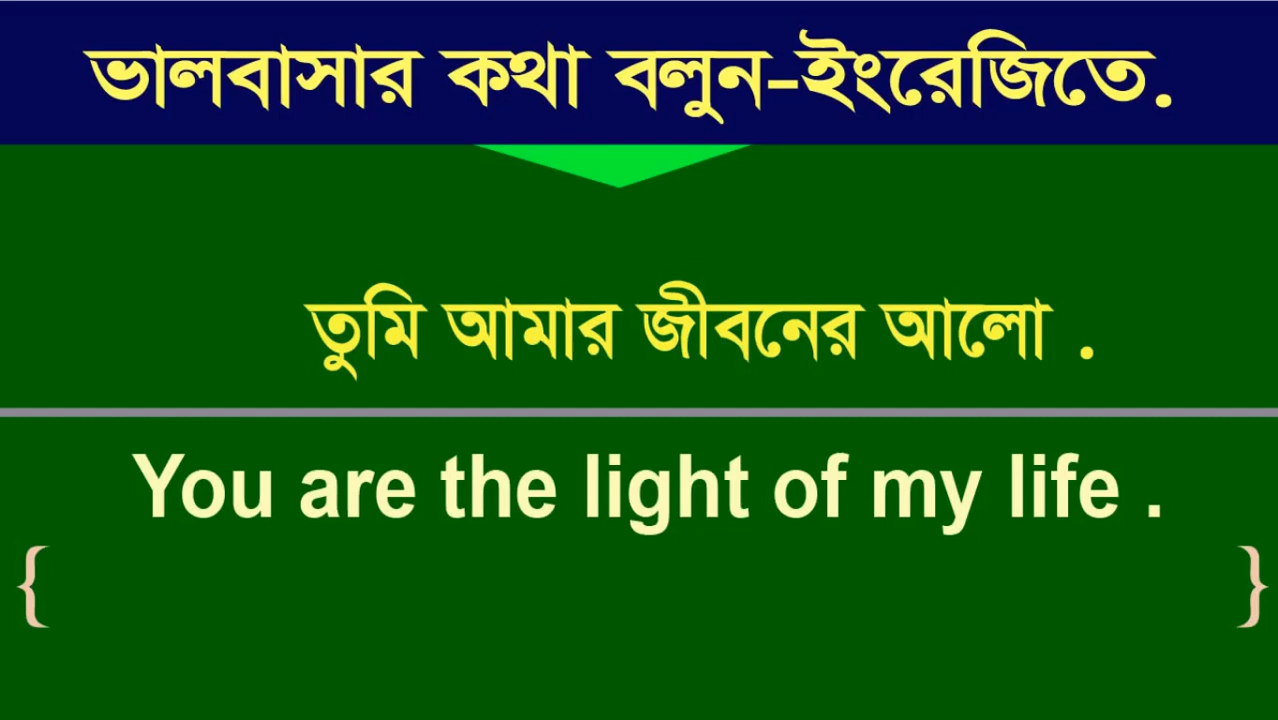 ভালবাসার কথা বলুন-ইংরেজিতে.
তুমি আমার জীবনের আলো .
You are the light of my life .
{ }